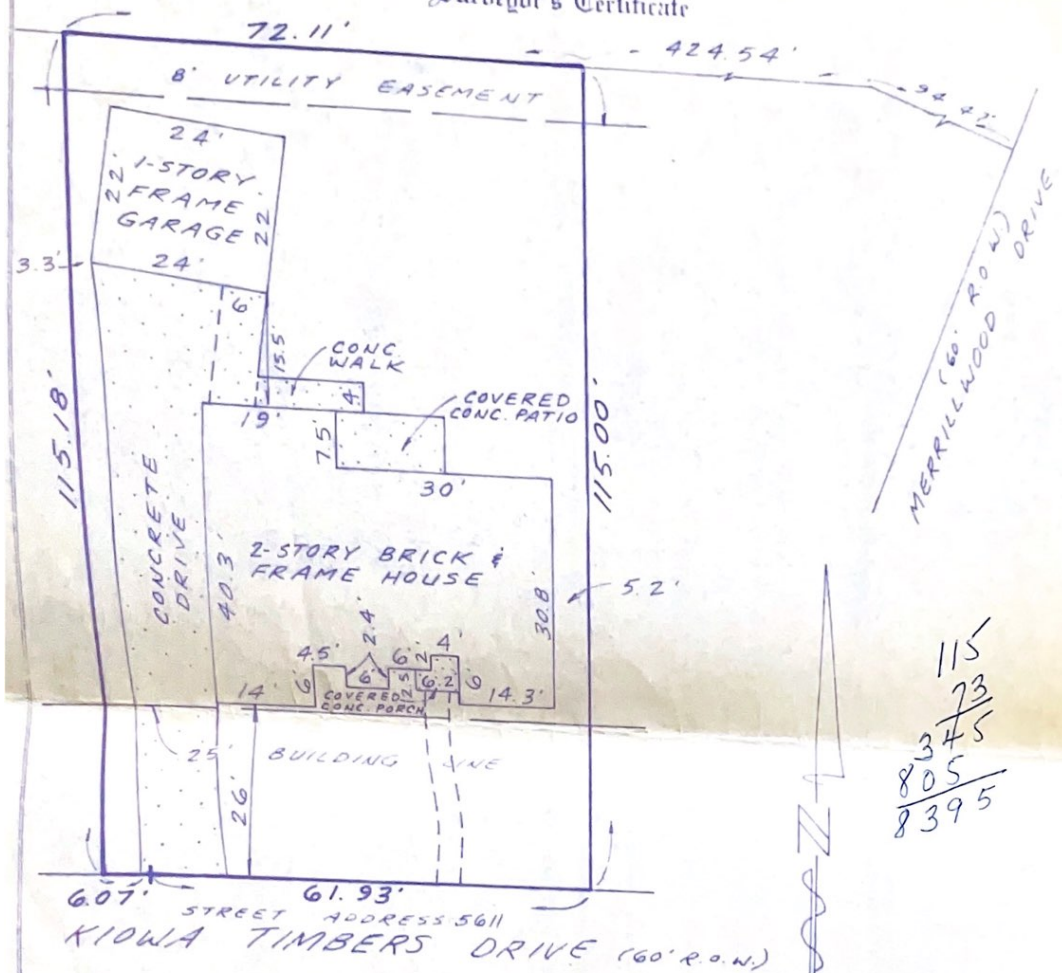 Surveyor's Certificate
72.11'
424.54'
94.42'
8' UTILITY EASEMENT
24'
22'
1-STORY
FRAME
GARAGE
22
24'
3.3'
6'
15.5'
CONC.
WALK
4'
19'
COVERED
CONC. PATIO
7.5'
30'
115.18'
115.00'
MERRILLWOOD DRIVE
(60' R.O.W.)
CONCRETE
DRIVE
40.3'
2-STORY BRICK &
FRAME HOUSE
30.8'
5.2'
4.5'
2.4'
6'
2
4'
6
6'
2.5
6.2
6
14'
COVERED
CONC. PORCH
14.3'
25' BUILDING LINE
26'
6.07'
61.93'
STREET ADDRESS 5611
KIOWA TIMBERS DRIVE (60' R.O.W.)
N
115
73
345
805
8395